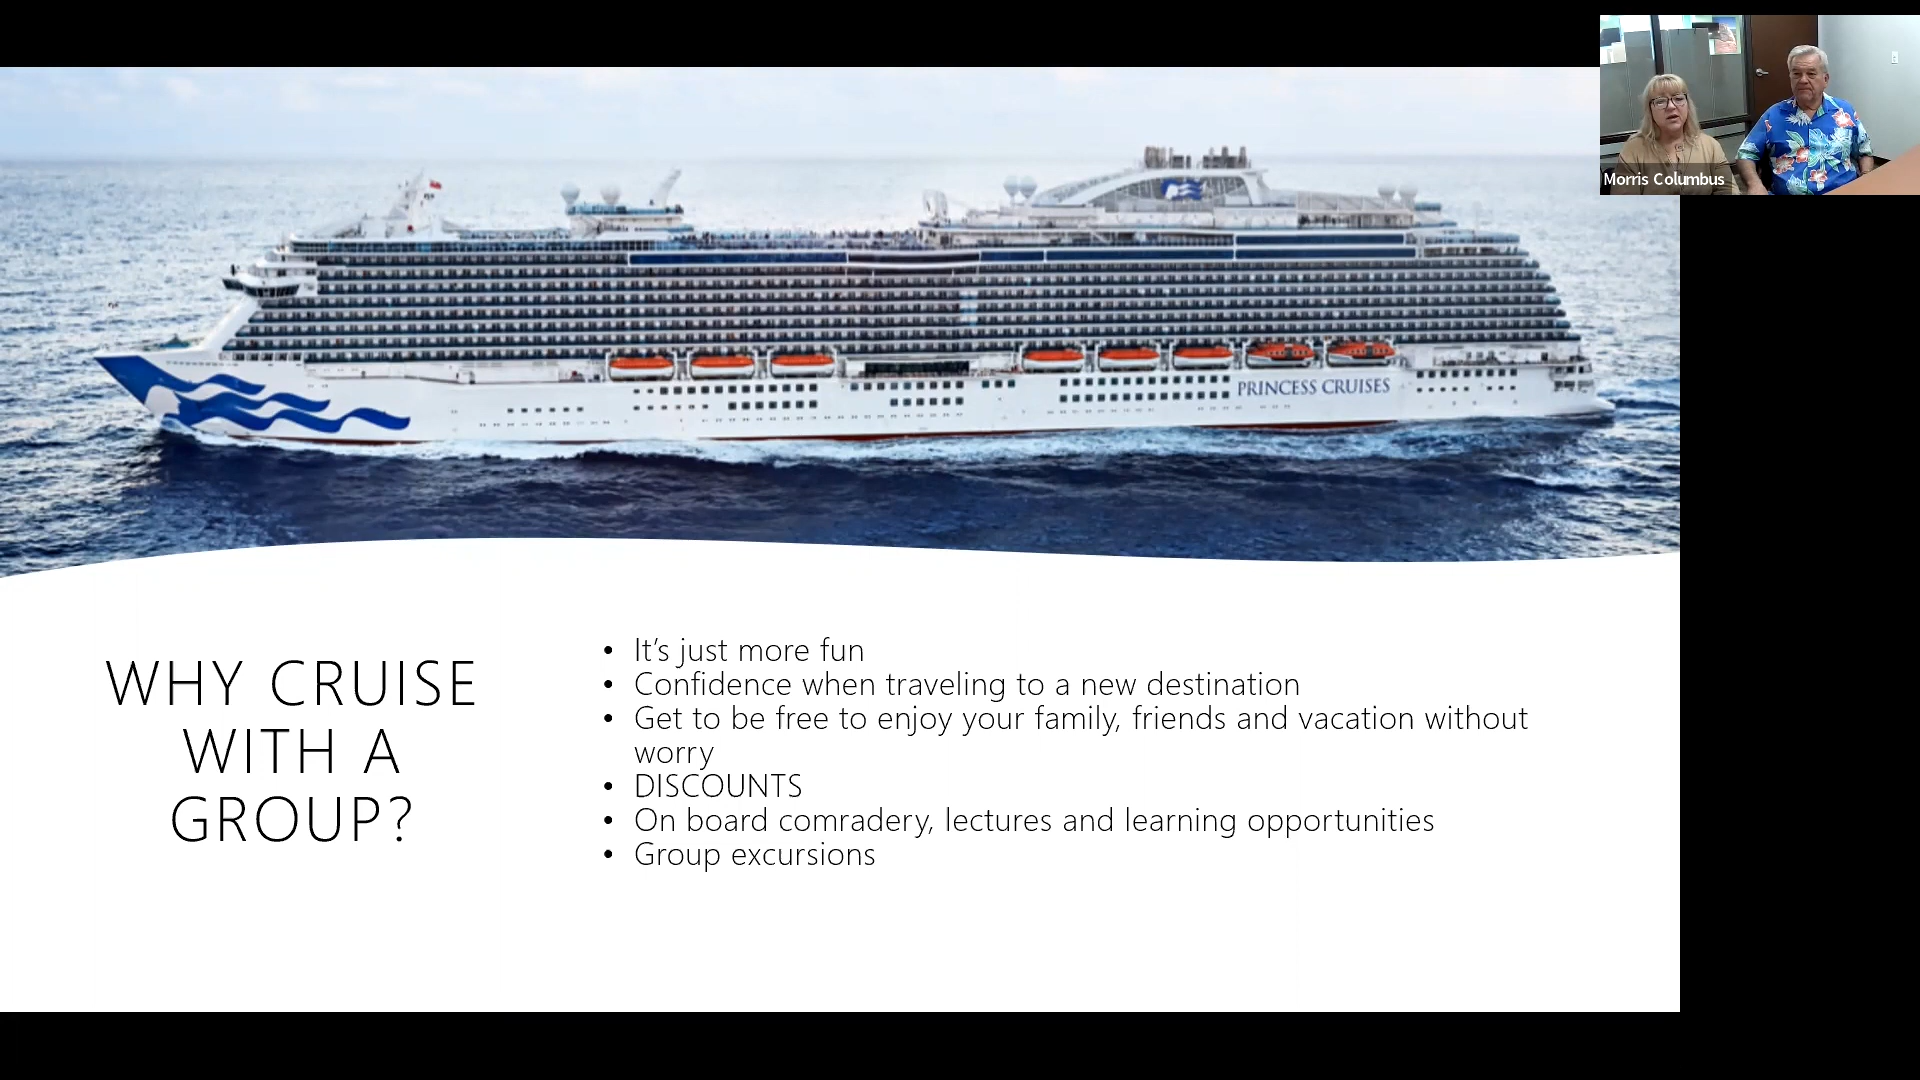 Morris Columbus
PRINCESS CRUISES
WHY CRUISE
WITH A
GROUP?
• It’s just more fun
• Confidence when traveling to a new destination
• Get to be free to enjoy your family, friends and vacation without
worry
• DISCOUNTS
• On board comradery, lectures and learning opportunities
• Group excursions